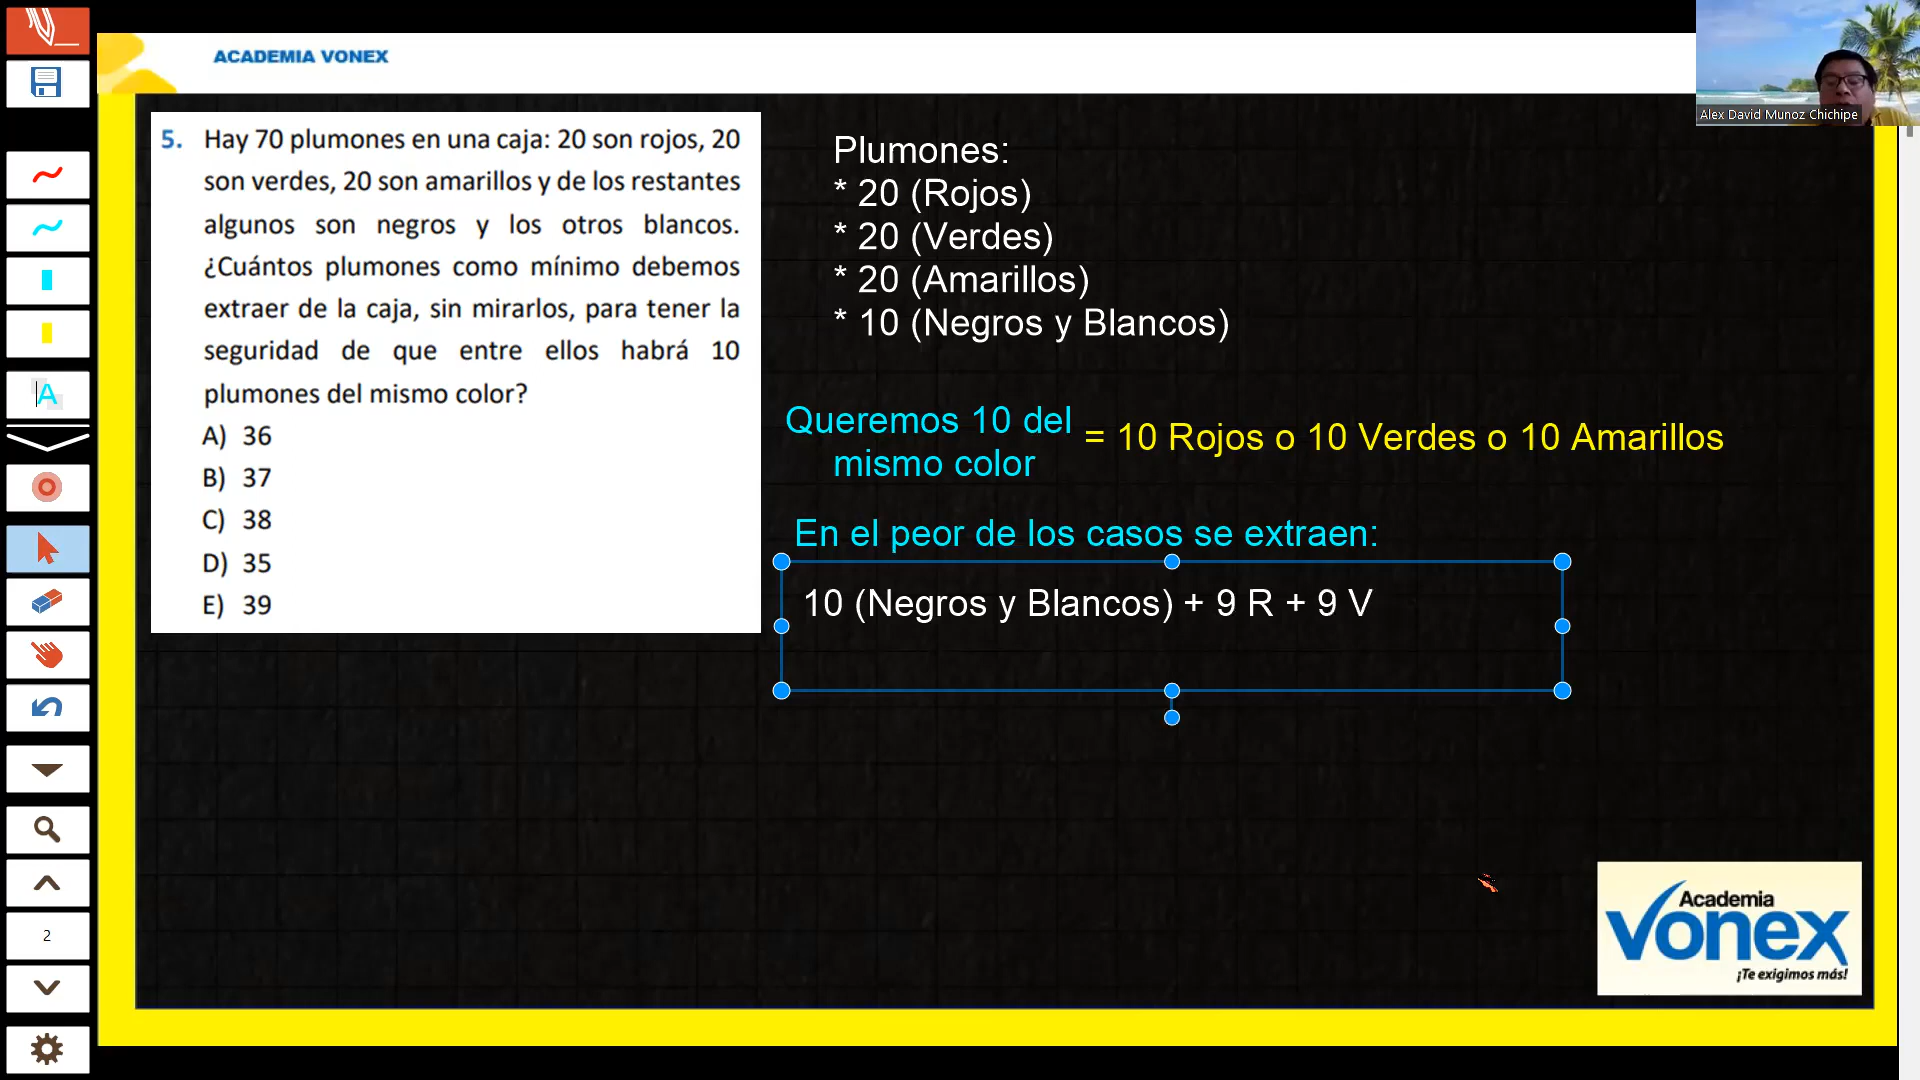 ACADEMIA VONEX
Alex David Munoz Chichipe
5. Hay 70 plumones en una caja: 20 son rojos, 20
son verdes, 20 son amarillos y de los restantes
algunos son negros y los otros blancos.
¿Cuántos plumones como mínimo debemos
extraer de la caja, sin mirarlos, para tener la
seguridad de que entre ellos habrá 10
plumones del mismo color?
A) 36
B) 37
C) 38
D) 35
E) 39
Plumones:
* 20 (Rojos)
* 20 (Verdes)
* 20 (Amarillos)
* 10 (Negros y Blancos)
Queremos 10 del
mismo color
= 10 Rojos o 10 Verdes o 10 Amarillos
En el peor de los casos se extraen:
10 (Negros y Blancos) + 9 R + 9 V
A
2
Academia
vonex
¡Te exigimos más!